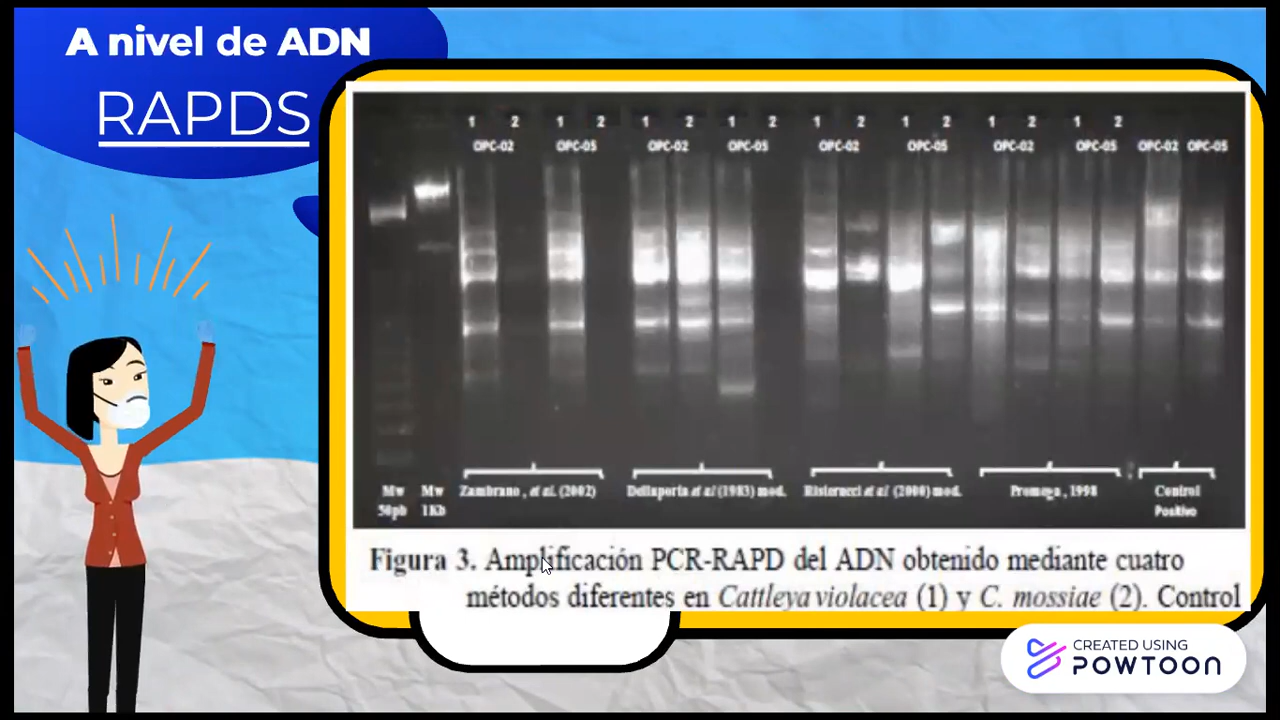 A nivel de ADN
RAPDS
1 2 1 2 1 2 1 2 1 2 1 2 1 2 1 2
OPC-02 OPC-05 OPC-02 OPC-05 OPC-02 OPC-05 OPC-02 OPC-05 OPC-02 OPC-05
Mw Mw Zambrano, et al. (2002) Dellaporta et al (1983) mod. Risterucci et al (2000) mod. Promega, 1998 Control
50pb 1Kb Positivo
Figura 3. Amplificación PCR-RAPD del ADN obtenido mediante cuatro
métodos diferentes en Cattleya violacea (1) y C. mossiae (2). Control
CREATED USING
POWTOON